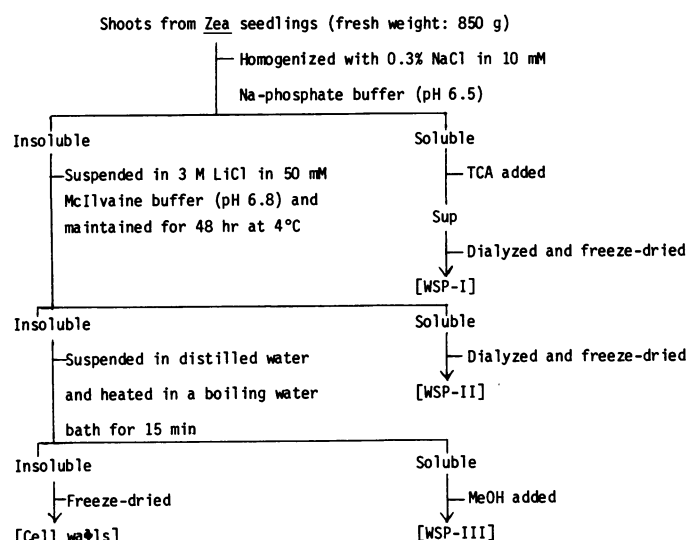 Shoots from Zea seedlings (fresh weight: 850 g)
Homogenized with 0.3% NaCl in 10 mM
Na-phosphate buffer (pH 6.5)
Insoluble
Soluble
Suspended in 3 M LiCl in 50 mM
McIlvaine buffer (pH 6.8) and
maintained for 48 hr at 4°C
TCA added
Sup
Dialyzed and freeze-dried
[WSP-I]
Insoluble
Soluble
Suspended in distilled water
and heated in a boiling water
bath for 15 min
Dialyzed and freeze-dried
[WSP-II]
Insoluble
Soluble
Freeze-dried
MeOH added
[Cell walls]
[WSP-III]